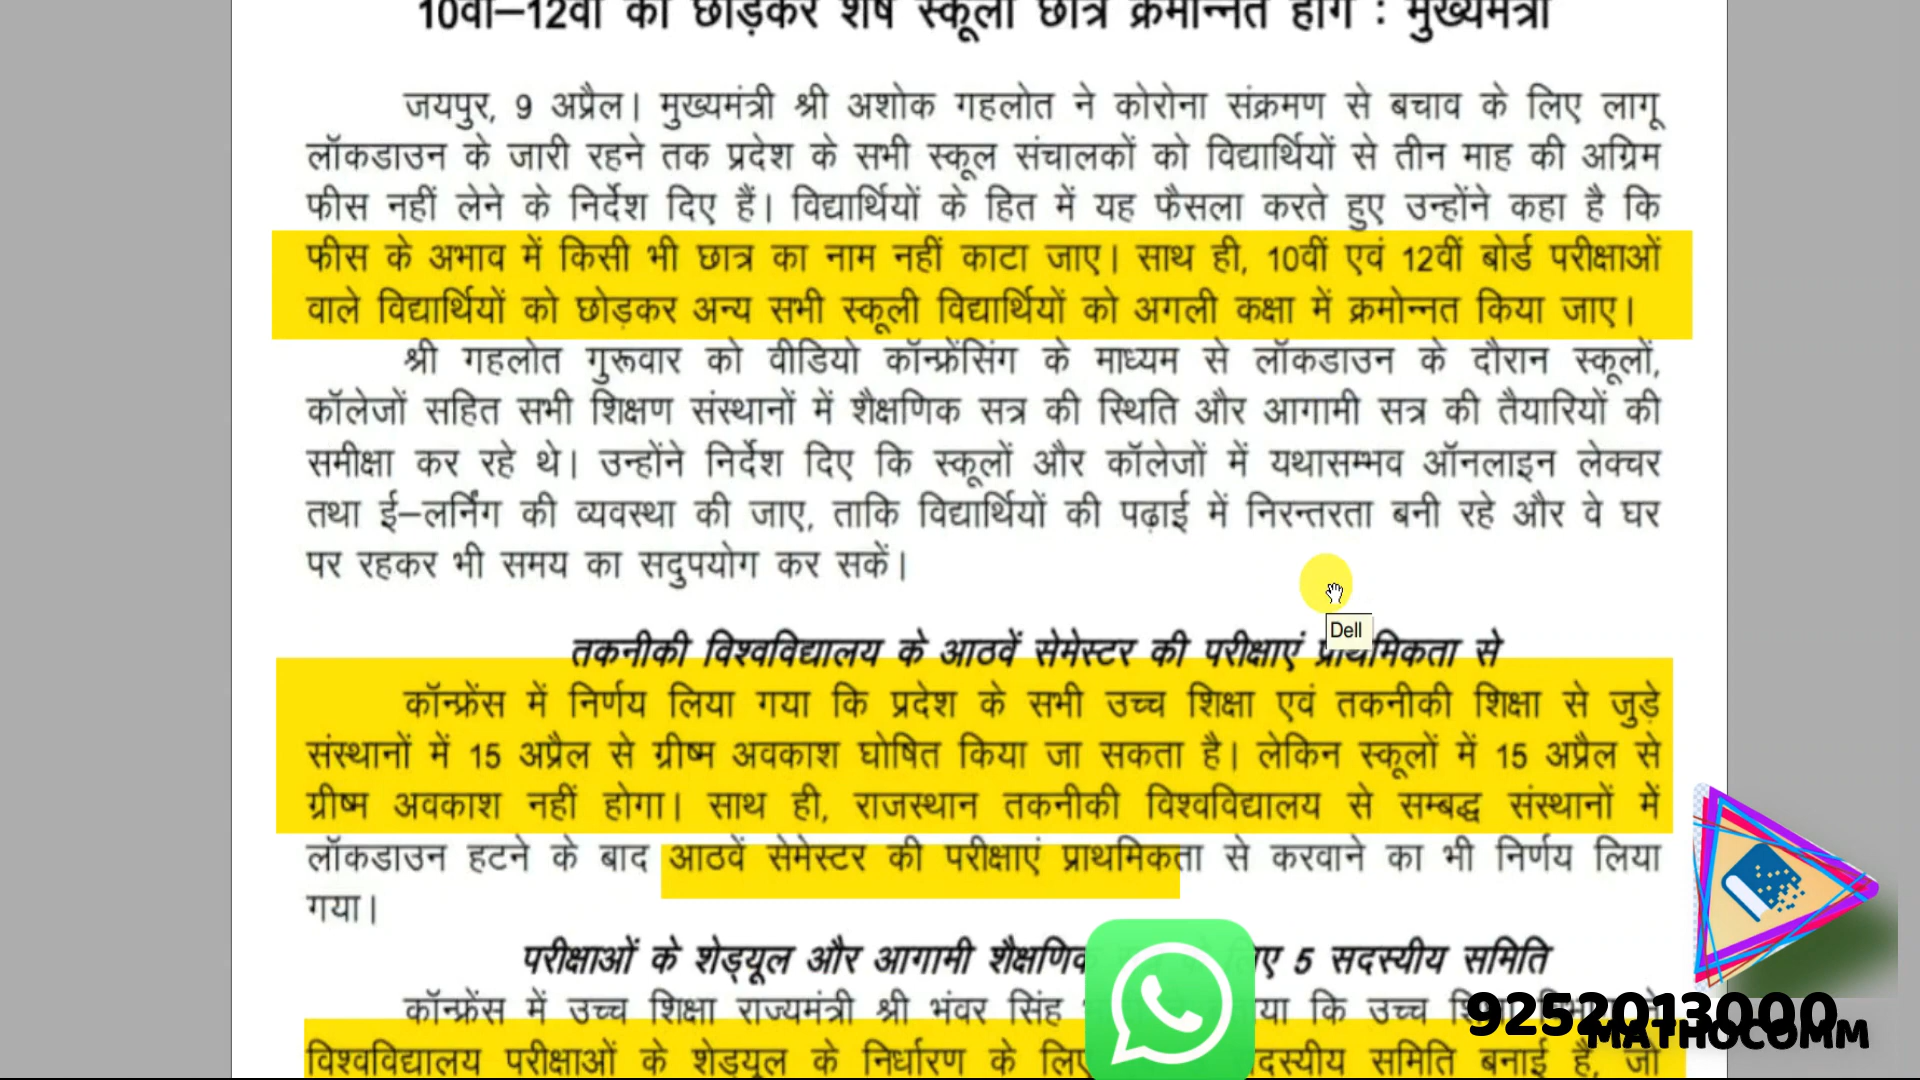 10वीं–12वीं को छोड़कर शेष स्कूली छात्र क्रमोन्नत होंगे : मुख्यमंत्री
जयपुर, 9 अप्रैल। मुख्यमंत्री श्री अशोक गहलोत ने कोरोना संक्रमण से बचाव के लिए लागू
लॉकडाउन के जारी रहने तक प्रदेश के सभी स्कूल संचालकों को विद्यार्थियों से तीन माह की अग्रिम
फीस नहीं लेने के निर्देश दिए हैं। विद्यार्थियों के हित में यह फैसला करते हुए उन्होंने कहा है कि
फीस के अभाव में किसी भी छात्र का नाम नहीं काटा जाए। साथ ही, 10वीं एवं 12वीं बोर्ड परीक्षाओं
वाले विद्यार्थियों को छोड़कर अन्य सभी स्कूली विद्यार्थियों को अगली कक्षा में क्रमोन्नत किया जाए।
श्री गहलोत गुरूवार को वीडियो कॉन्फ्रेंसिंग के माध्यम से लॉकडाउन के दौरान स्कूलों,
कॉलेजों सहित सभी शिक्षण संस्थानों में शैक्षणिक सत्र की स्थिति और आगामी सत्र की तैयारियों की
समीक्षा कर रहे थे। उन्होंने निर्देश दिए कि स्कूलों और कॉलेजों में यथासम्भव ऑनलाइन लेक्चर
तथा ई–लर्निंग की व्यवस्था की जाए, ताकि विद्यार्थियों की पढ़ाई में निरन्तरता बनी रहे और वे घर
पर रहकर भी समय का सदुपयोग कर सकें।
Dell
तकनीकी विश्वविद्यालय के आठवें सेमेस्टर की परीक्षाएं प्राथमिकता से
कॉन्फ्रेंस में निर्णय लिया गया कि प्रदेश के सभी उच्च शिक्षा एवं तकनीकी शिक्षा से जुड़े
संस्थानों में 15 अप्रैल से ग्रीष्म अवकाश घोषित किया जा सकता है। लेकिन स्कूलों में 15 अप्रैल से
ग्रीष्म अवकाश नहीं होगा। साथ ही, राजस्थान तकनीकी विश्वविद्यालय से सम्बद्ध संस्थानों में
लॉकडाउन हटने के बाद आठवें सेमेस्टर की परीक्षाएं प्राथमिकता से करवाने का भी निर्णय लिया
गया।
परीक्षाओं के शेड्यूल और आगामी शैक्षणिक 5 सदस्यीय समिति
कॉन्फ्रेंस में उच्च शिक्षा राज्यमंत्री श्री भंवर सिंह कि उच्च
विश्वविद्यालय परीक्षाओं के शेड्यूल के निर्धारण के लिए समिति बनाई है, जो
9252013000
MATHOCOMM